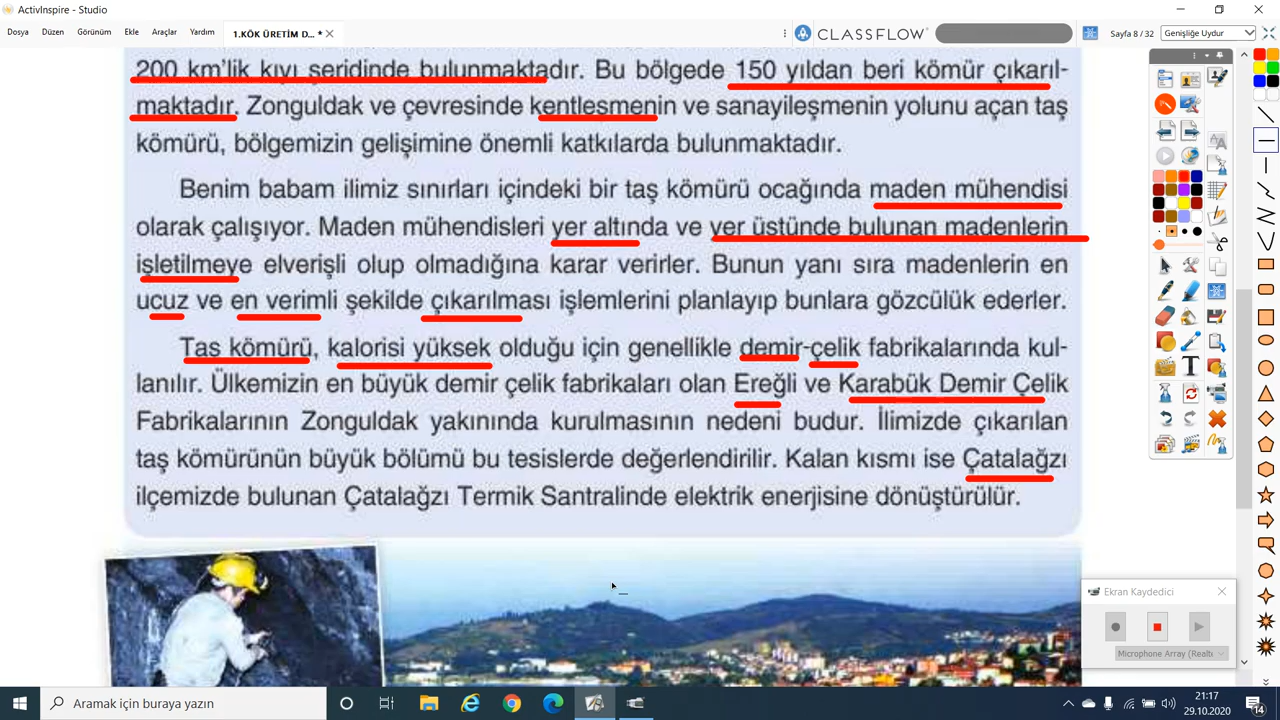 ActivInspire - Studio
Dosya Düzen Görünüm Ekle Araçlar Yardım
1.KÖK ÜRETİM D... *
CLASSFLOW
Sayfa 8 / 32
Genişliğe Uydur
200 km'lik kıyı şeridinde bulunmaktadır. Bu bölgede 150 yıldan beri kömür çıkarıl-
maktadır. Zonguldak ve çevresinde kentleşmenin ve sanayileşmenin yolunu açan taş
kömürü, bölgemizin gelişimine önemli katkılarda bulunmaktadır.
Benim babam ilimiz sınırları içindeki bir taş kömürü ocağında maden mühendisi
olarak çalışıyor. Maden mühendisleri yer altında ve yer üstünde bulunan madenlerin
işletilmeye elverişli olup olmadığına karar verirler. Bunun yanı sıra madenlerin en
ucuz ve en verimli şekilde çıkarılması işlemlerini planlayıp bunlara gözcülük ederler.
Taş kömürü, kalorisi yüksek olduğu için genellikle demir-çelik fabrikalarında kul-
lanılır. Ülkemizin en büyük demir çelik fabrikaları olan Ereğli ve Karabük Demir Çelik
Fabrikalarının Zonguldak yakınında kurulmasının nedeni budur. İlimizde çıkarılan
taş kömürünün büyük bölümü bu tesislerde değerlendirilir. Kalan kısmı ise Çatalağzı
ilçemizde bulunan Çatalağzı Termik Santralinde elektrik enerjisine dönüştürülür.
Ekran Kaydedici
Microphone Array (Realte
Aramak için buraya yazın
21:17
29.10.2020
14